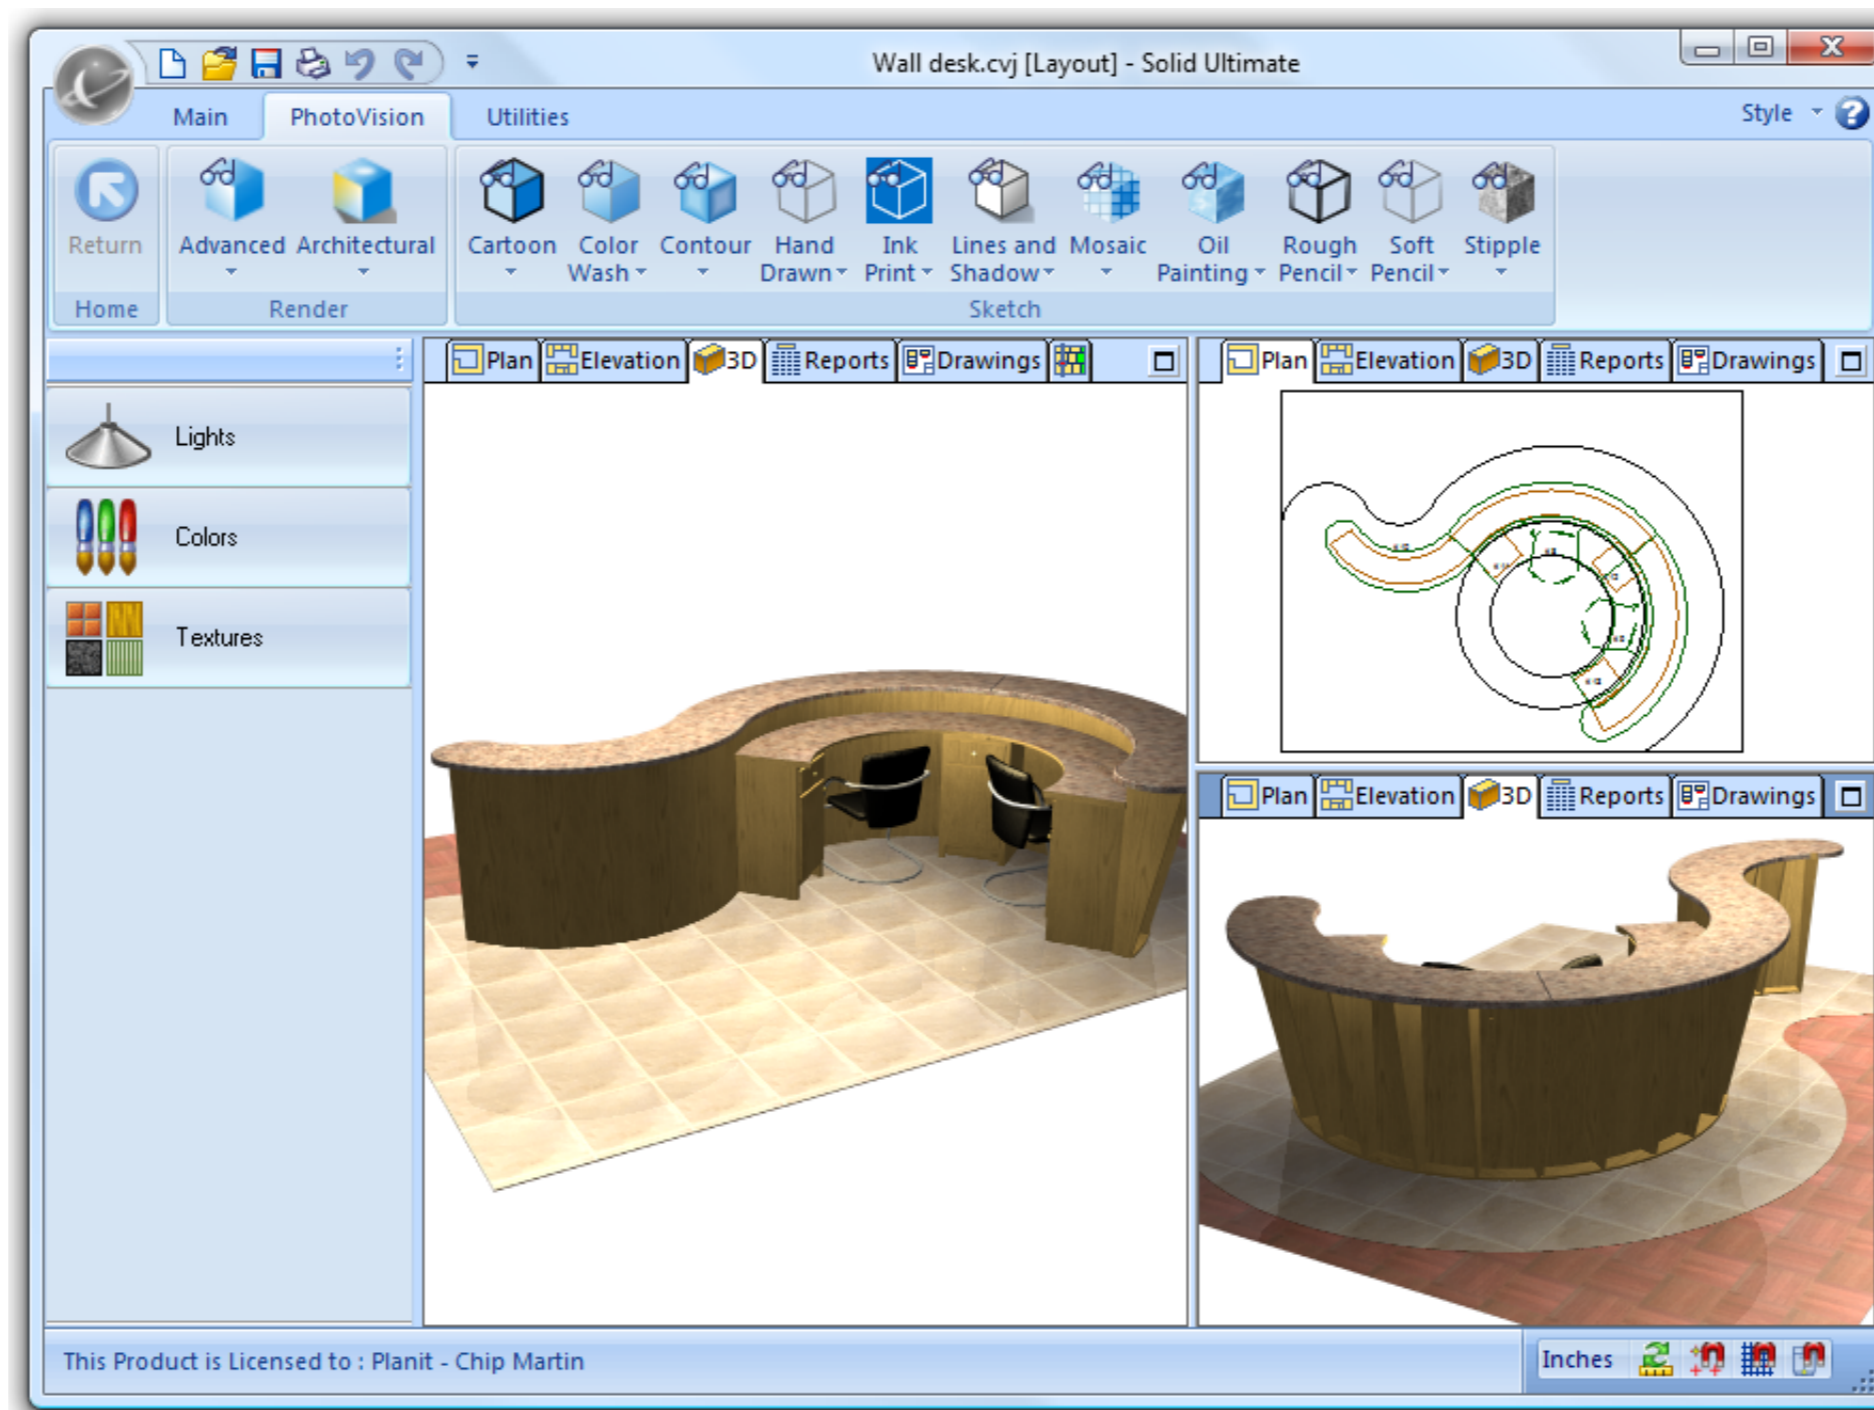 Wall desk.cvj [Layout] - Solid Ultimate
Main
PhotoVision
Utilities
Style
Return
Advanced
Architectural
Cartoon
Color
Wash
Contour
Hand
Drawn
Ink
Print
Lines and
Shadow
Mosaic
Oil
Painting
Rough
Pencil
Soft
Pencil
Stipple
Home
Render
Sketch
Lights
Colors
Textures
Plan
Elevation
3D
Reports
Drawings
Plan
Elevation
3D
Reports
Drawings
Plan
Elevation
3D
Reports
Drawings
This Product is Licensed to : Planit - Chip Martin
Inches